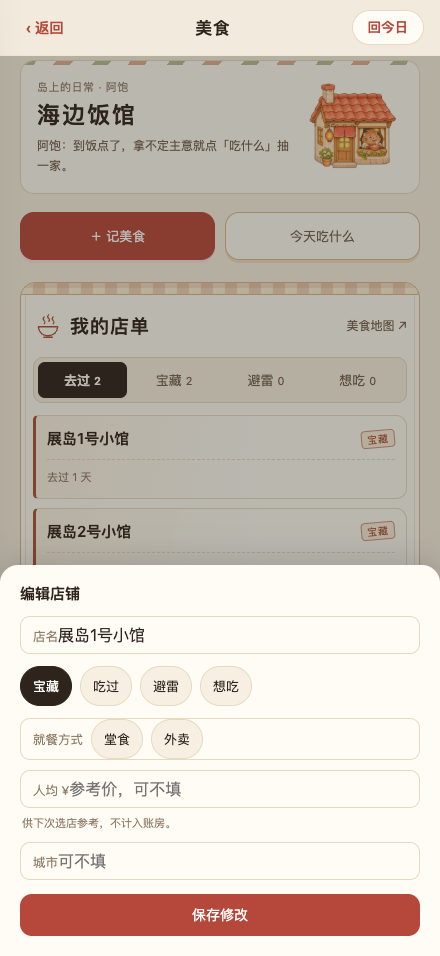 ‹ 返回
美食
回今日
岛上的日常 · 阿饱
海边饭馆
阿饱：到饭点了，拿不定主意就点「吃什么」抽
一家。
＋ 记美食
今天吃什么
我的店单
美食地图 ↗
去过 2
宝藏 2
避雷 0
想吃 0
展岛1号小馆
宝藏
去过 1 天
展岛2号小馆
宝藏
编辑店铺
店名 展岛1号小馆
宝藏
吃过
避雷
想吃
就餐方式
堂食
外卖
人均 ¥ 参考价，可不填
供下次选店参考，不计入账房。
城市 可不填
保存修改